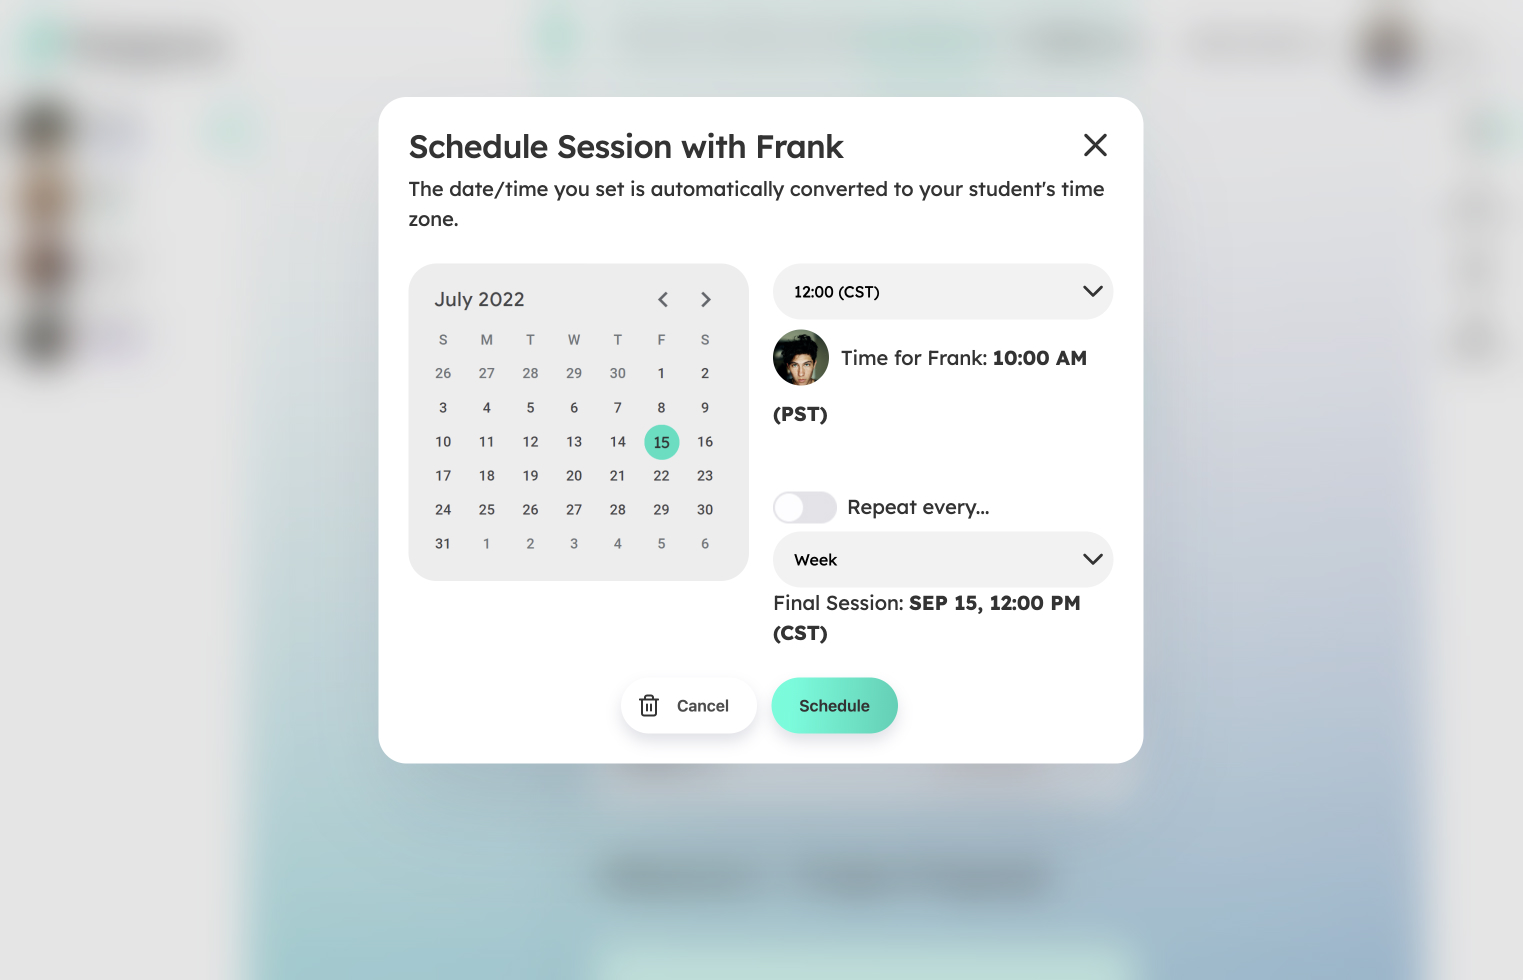 Schedule Session with Frank
The date/time you set is automatically converted to your student's time
zone.
July 2022
S M T W T F S
26 27 28 29 30 1 2
3 4 5 6 7 8 9
10 11 12 13 14 15 16
17 18 19 20 21 22 23
24 25 26 27 28 29 30
31 1 2 3 4 5 6
12:00 (CST)
Time for Frank: 10:00 AM
(PST)
Repeat every...
Week
Final Session: SEP 15, 12:00 PM
(CST)
Cancel
Schedule